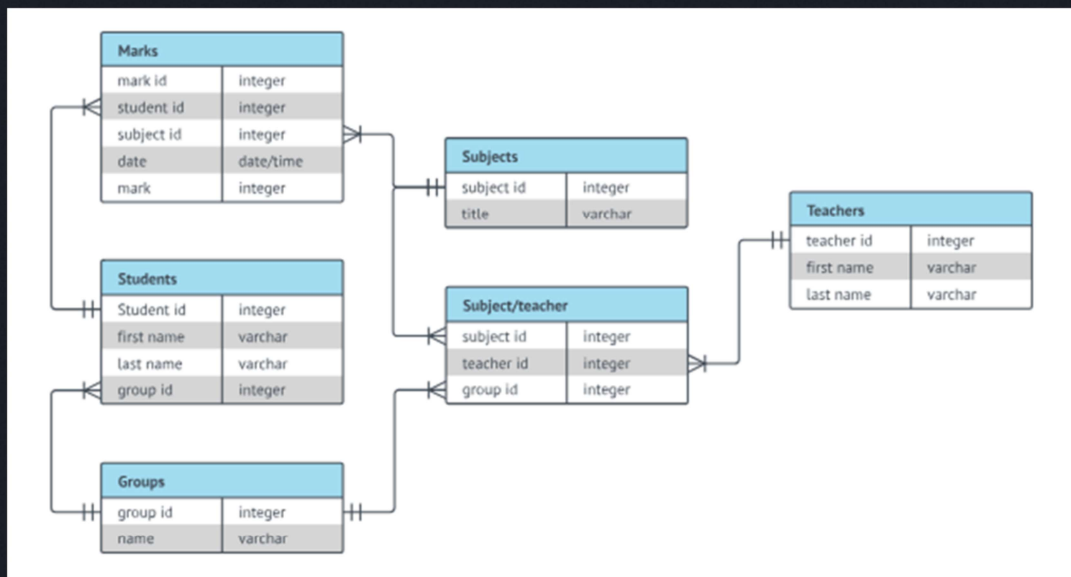 Marks
mark id integer
student id integer
subject id integer
date date/time
mark integer
Students
Student id integer
first name varchar
last name varchar
group id integer
Groups
group id integer
name varchar
Subjects
subject id integer
title varchar
Subject/teacher
subject id integer
teacher id integer
group id integer
Teachers
teacher id integer
first name varchar
last name varchar